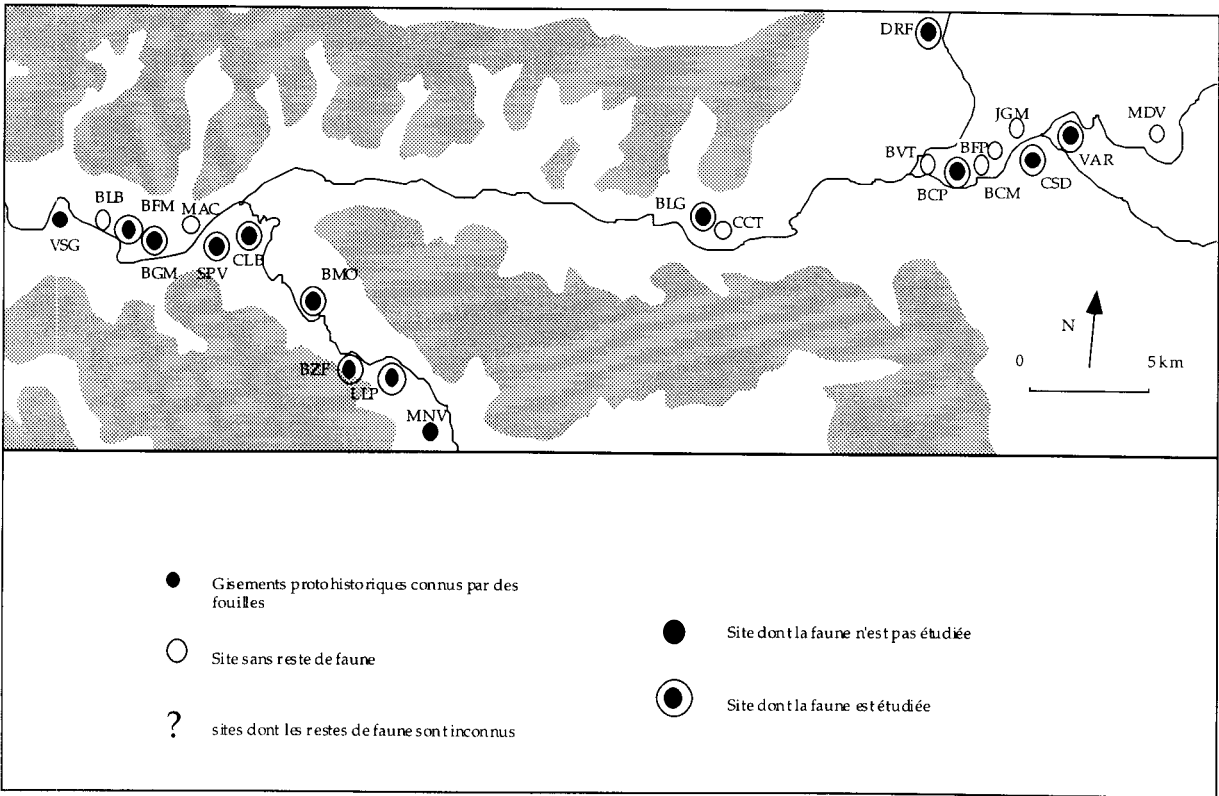 DRF
JGM
MDV
BVT
BFP
VAR
BCP
BCM
CSD
BLB
BFM
MAC
BLG
CCT
VSG
BGM
SPV
CLB
BMO
N
0
5 km
BZF
LLP
MNV
Gisements protohistoriques connus par des
fouilles
Site dont la faune n'est pas étudiée
Site sans reste de faune
Site dont la faune est étudiée
? sites dont les restes de faune sont inconnus